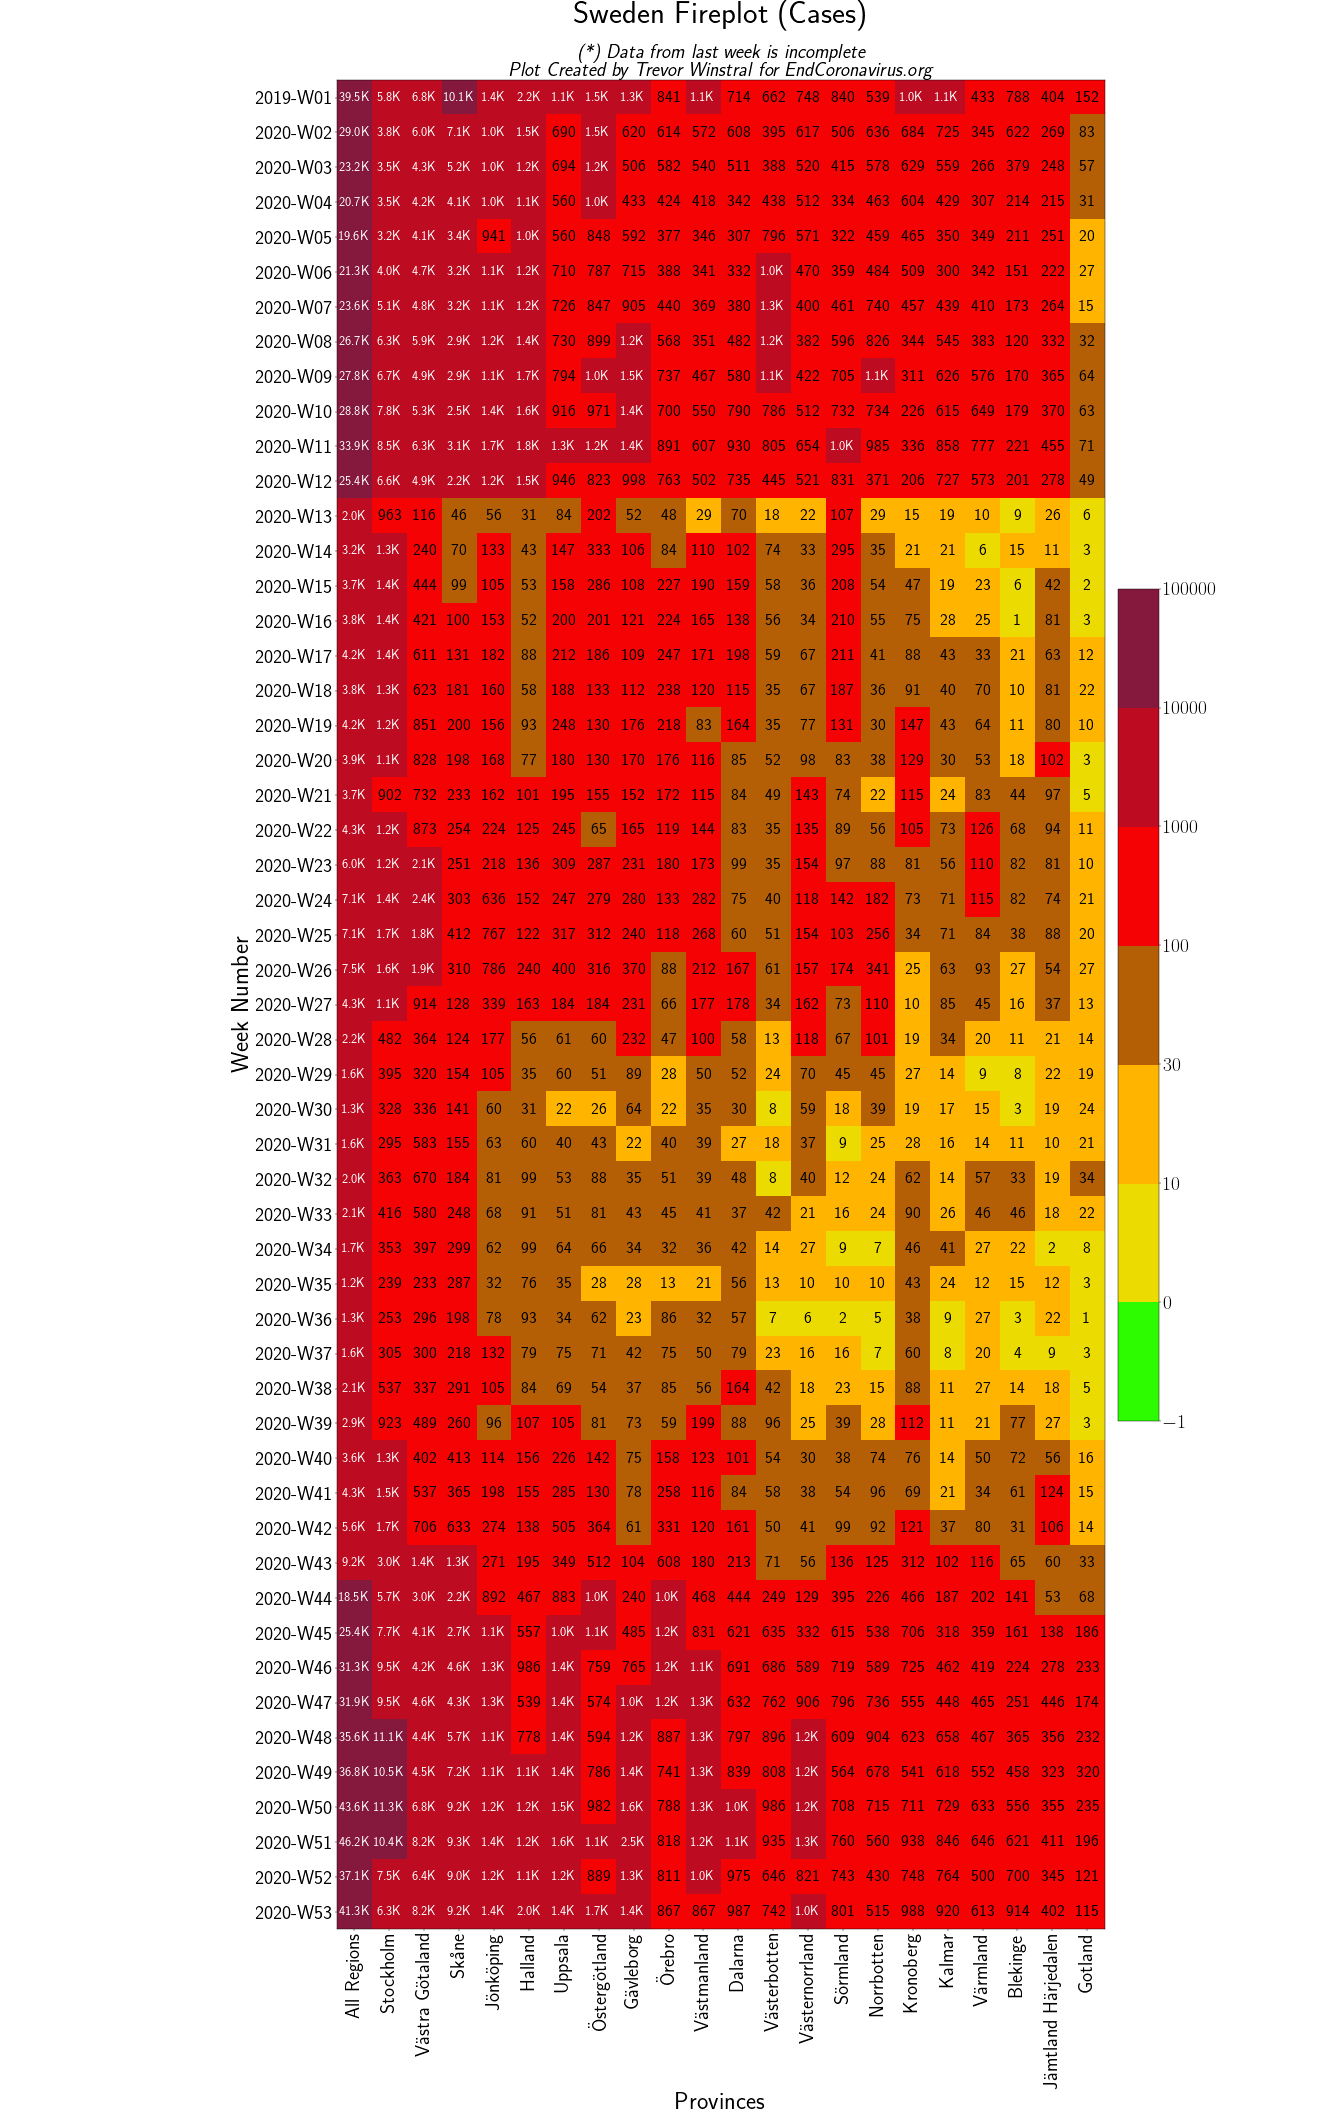 Sweden Fireplot (Cases)
(*) Data from last week is incomplete
Plot Created by Trevor Winstral for EndCoronavirus.org
2019-W01 39.5K 5.8K 6.8K 10.1K 1.4K 2.2K 1.1K 1.5K 1.3K 841 1.1K 714 662 748 840 539 1.0K 1.1K 433 788 404 152
2020-W02 29.0K 3.8K 6.0K 7.1K 1.0K 1.5K 690 1.5K 620 614 572 608 395 617 506 636 684 725 345 622 269 83
2020-W03 23.2K 3.5K 4.3K 5.2K 1.0K 1.2K 694 1.2K 506 582 540 511 388 520 415 578 629 559 266 379 248 57
2020-W04 20.7K 3.5K 4.2K 4.1K 1.0K 1.1K 560 1.0K 433 424 418 342 438 512 334 463 604 429 307 214 215 31
2020-W05 19.6K 3.2K 4.1K 3.4K 941 1.0K 560 848 592 377 346 307 796 571 322 459 465 350 349 211 251 20
2020-W06 21.3K 4.0K 4.7K 3.2K 1.1K 1.2K 710 787 715 388 341 332 1.0K 470 359 484 509 300 342 151 222 27
2020-W07 23.6K 5.1K 4.8K 3.2K 1.1K 1.2K 726 847 905 440 369 380 1.3K 400 461 740 457 439 410 173 264 15
2020-W08 26.7K 6.3K 5.9K 2.9K 1.2K 1.4K 730 899 1.2K 568 351 482 1.2K 382 596 826 344 545 383 120 332 32
2020-W09 27.8K 6.7K 4.9K 2.9K 1.1K 1.7K 794 1.0K 1.5K 737 467 580 1.1K 422 705 1.1K 311 626 576 170 365 64
2020-W10 28.8K 7.8K 5.3K 2.5K 1.4K 1.6K 916 971 1.4K 700 550 790 786 512 732 734 226 615 649 179 370 63
2020-W11 33.9K 8.5K 6.3K 3.1K 1.7K 1.8K 1.3K 1.2K 1.4K 891 607 930 805 654 1.0K 985 336 858 777 221 455 71
2020-W12 25.4K 6.6K 4.9K 2.2K 1.2K 1.5K 946 823 998 763 502 735 445 521 831 371 206 727 573 201 278 49
2020-W13 2.0K 963 116 46 56 31 84 202 52 48 29 70 18 22 107 29 15 19 10 9 26 6
2020-W14 3.2K 1.3K 240 70 133 43 147 333 106 84 110 102 74 33 295 35 21 21 6 15 11 3
2020-W15 3.7K 1.4K 444 99 105 53 158 286 108 227 190 159 58 36 208 54 47 19 23 6 42 2
2020-W16 3.8K 1.4K 421 100 153 52 200 201 121 224 165 138 56 34 210 55 75 28 25 1 81 3
2020-W17 4.2K 1.4K 611 131 182 88 212 186 109 247 171 198 59 67 211 41 88 43 33 21 63 12
2020-W18 3.8K 1.3K 623 181 160 58 188 133 112 238 120 115 35 67 187 36 91 40 70 10 81 22
2020-W19 4.2K 1.2K 851 200 156 93 248 130 176 218 83 164 35 77 131 30 147 43 64 11 80 10
2020-W20 3.9K 1.1K 828 198 168 77 180 130 170 176 116 85 52 98 83 38 129 30 53 18 102 3
2020-W21 3.7K 902 732 233 162 101 195 155 152 172 115 84 49 143 74 22 115 24 83 44 97 5
2020-W22 4.3K 1.2K 873 254 224 125 245 65 165 119 144 83 35 135 89 56 105 73 126 68 94 11
2020-W23 6.0K 1.2K 2.1K 251 218 136 309 287 231 180 173 99 35 154 97 88 81 56 110 82 81 10
2020-W24 7.1K 1.4K 2.4K 303 636 152 247 279 280 133 282 75 40 118 142 182 73 71 115 82 74 21
2020-W25 7.1K 1.7K 1.8K 412 767 122 317 312 240 118 268 60 51 154 103 256 34 71 84 38 88 20
2020-W26 7.5K 1.6K 1.9K 310 786 240 400 316 370 88 212 167 61 157 174 341 25 63 93 27 54 27
2020-W27 4.3K 1.1K 914 128 339 163 184 184 231 66 177 178 34 162 73 110 10 85 45 16 37 13
2020-W28 2.2K 482 364 124 177 56 61 60 232 47 100 58 13 118 67 101 19 34 20 11 21 14
2020-W29 1.6K 395 320 154 105 35 60 51 89 28 50 52 24 70 45 45 27 14 9 8 22 19
2020-W30 1.3K 328 336 141 60 31 22 26 64 22 35 30 8 59 18 39 19 17 15 3 19 24
2020-W31 1.6K 295 583 155 63 60 40 43 22 40 39 27 18 37 9 25 28 16 14 11 10 21
2020-W32 2.0K 363 670 184 81 99 53 88 35 51 39 48 8 40 12 24 62 14 57 33 19 34
2020-W33 2.1K 416 580 248 68 91 51 81 43 45 41 37 42 21 16 24 90 26 46 46 18 22
2020-W34 1.7K 353 397 299 62 99 64 66 34 32 36 42 14 27 9 7 46 41 27 22 2 8
2020-W35 1.2K 239 233 287 32 76 35 28 28 13 21 56 13 10 10 10 43 24 12 15 12 3
2020-W36 1.3K 253 296 198 78 93 34 62 23 86 32 57 7 6 2 5 38 9 27 3 22 1
2020-W37 1.6K 305 300 218 132 79 75 71 42 75 50 79 23 16 16 7 60 8 20 4 9 3
2020-W38 2.1K 537 337 291 105 84 69 54 37 85 56 164 42 18 23 15 88 11 27 14 18 5
2020-W39 2.9K 923 489 260 96 107 105 81 73 59 199 88 96 25 39 28 112 11 21 77 27 3
2020-W40 3.6K 1.3K 402 413 114 156 226 142 75 158 123 101 54 30 38 74 76 14 50 72 56 16
2020-W41 4.3K 1.5K 537 365 198 155 285 130 78 258 116 84 58 38 54 96 69 21 34 61 124 15
2020-W42 5.6K 1.7K 706 633 274 138 505 364 61 331 120 161 50 41 99 92 121 37 80 31 106 14
2020-W43 9.2K 3.0K 1.4K 1.3K 271 195 349 512 104 608 180 213 71 56 136 125 312 102 116 65 60 33
2020-W44 18.5K 5.7K 3.0K 2.2K 892 467 883 1.0K 240 1.0K 468 444 249 129 395 226 466 187 202 141 53 68
2020-W45 25.4K 7.7K 4.1K 2.7K 1.1K 557 1.0K 1.1K 485 1.2K 831 621 635 332 615 538 706 318 359 161 138 186
2020-W46 31.3K 9.5K 4.2K 4.6K 1.3K 986 1.4K 759 765 1.2K 1.1K 691 686 589 719 589 725 462 419 224 278 233
2020-W47 31.9K 9.5K 4.6K 4.3K 1.3K 539 1.4K 574 1.0K 1.2K 1.3K 632 762 906 796 736 555 448 465 251 446 174
2020-W48 35.6K 11.1K 4.4K 5.7K 1.1K 778 1.4K 594 1.2K 887 1.3K 797 896 1.2K 609 904 623 658 467 365 356 232
2020-W49 36.8K 10.5K 4.5K 7.2K 1.1K 1.1K 1.4K 786 1.4K 741 1.3K 839 808 1.2K 564 678 541 618 552 458 323 320
2020-W50 43.6K 11.3K 6.8K 9.2K 1.2K 1.2K 1.5K 982 1.6K 788 1.3K 1.0K 986 1.2K 708 715 711 729 633 556 355 235
2020-W51 46.2K 10.4K 8.2K 9.3K 1.4K 1.2K 1.6K 1.1K 2.5K 818 1.2K 1.1K 935 1.3K 760 560 938 846 646 621 411 196
2020-W52 37.1K 7.5K 6.4K 9.0K 1.2K 1.1K 1.2K 889 1.3K 811 1.0K 975 646 821 743 430 748 764 500 700 345 121
2020-W53 41.3K 6.3K 8.2K 9.2K 1.4K 2.0K 1.4K 1.7K 1.4K 867 867 987 742 1.0K 801 515 988 920 613 914 402 115
Week Number
100000
10000
1000
100
30
10
0
−1
All Regions
Stockholm
Västra Götaland
Skåne
Jönköping
Halland
Uppsala
Östergötland
Gävleborg
Örebro
Västmanland
Dalarna
Västerbotten
Västernorrland
Sörmland
Norrbotten
Kronoberg
Kalmar
Värmland
Blekinge
Jämtland Härjedalen
Gotland
Provinces